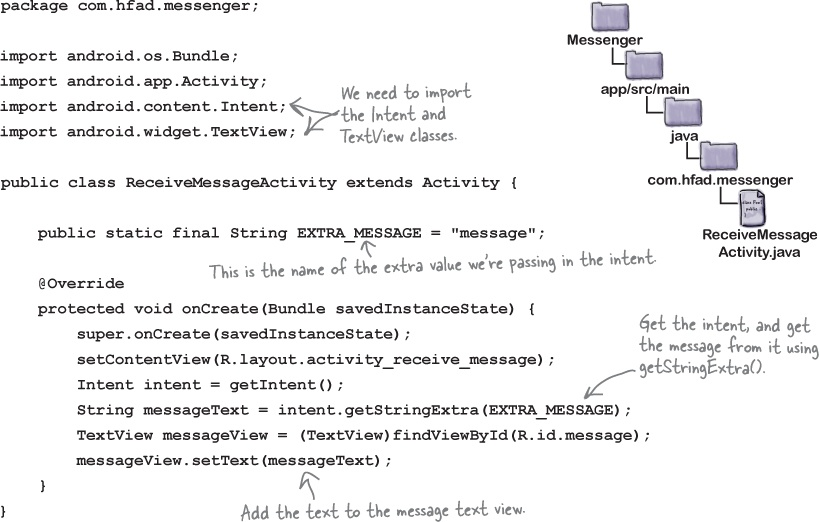 package com.hfad.messenger;
import android.os.Bundle;
import android.app.Activity;
import android.content.Intent;
import android.widget.TextView;
We need to import
the Intent and
TextView classes.
Messenger
app/src/main
java
com.hfad.messenger
ReceiveMessage
Activity.java
public class ReceiveMessageActivity extends Activity {
public static final String EXTRA_MESSAGE = "message";
This is the name of the extra value we're passing in the intent.
@Override
protected void onCreate(Bundle savedInstanceState) {
super.onCreate(savedInstanceState);
setContentView(R.layout.activity_receive_message);
Intent intent = getIntent();
String messageText = intent.getStringExtra(EXTRA_MESSAGE);
TextView messageView = (TextView)findViewById(R.id.message);
messageView.setText(messageText);
Get the intent, and get
the message from it using
getStringExtra().
}
Add the text to the message text view.
}